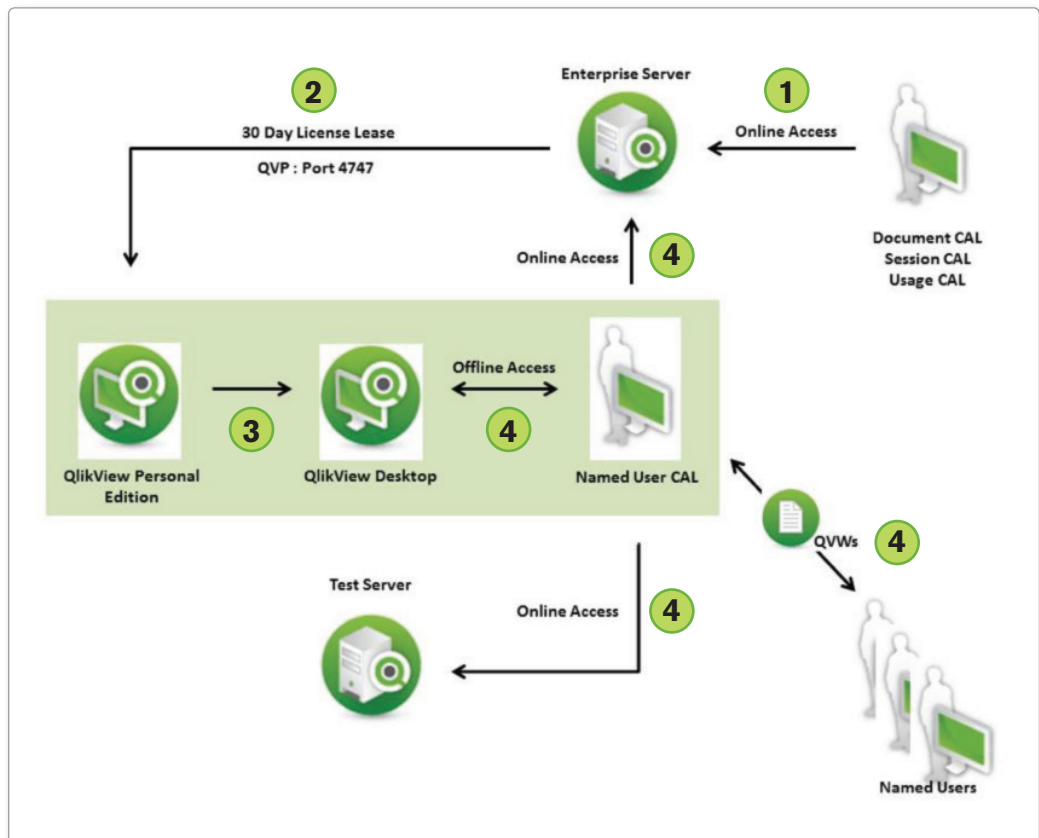 Enterprise Server
2
1
30 Day License Lease
Online Access
QVP : Port 4747
Document CAL
Session CAL
Usage CAL
Online Access
4
Offline Access
3
4
QlikView Personal
Edition
QlikView Desktop
Named User CAL
QVWs
4
Test Server
Online Access
4
Named Users